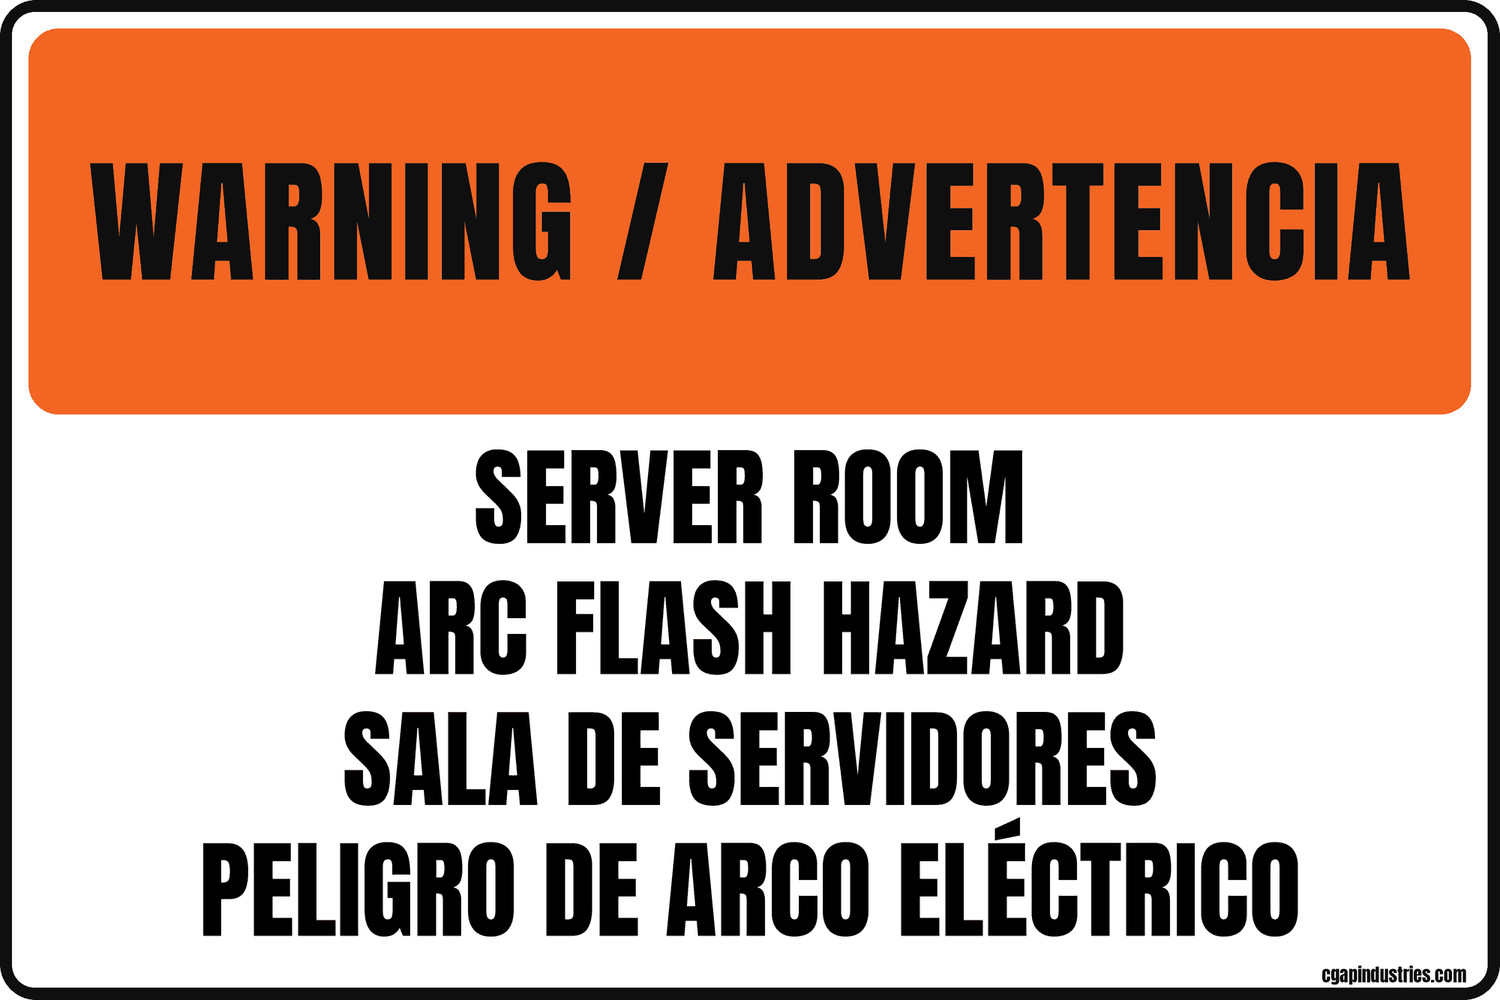 WARNING / ADVERTENCIA
SERVER ROOM
ARC FLASH HAZARD
SALA DE SERVIDORES
PELIGRO DE ARCO ELÉCTRICO
cgapindustries.com